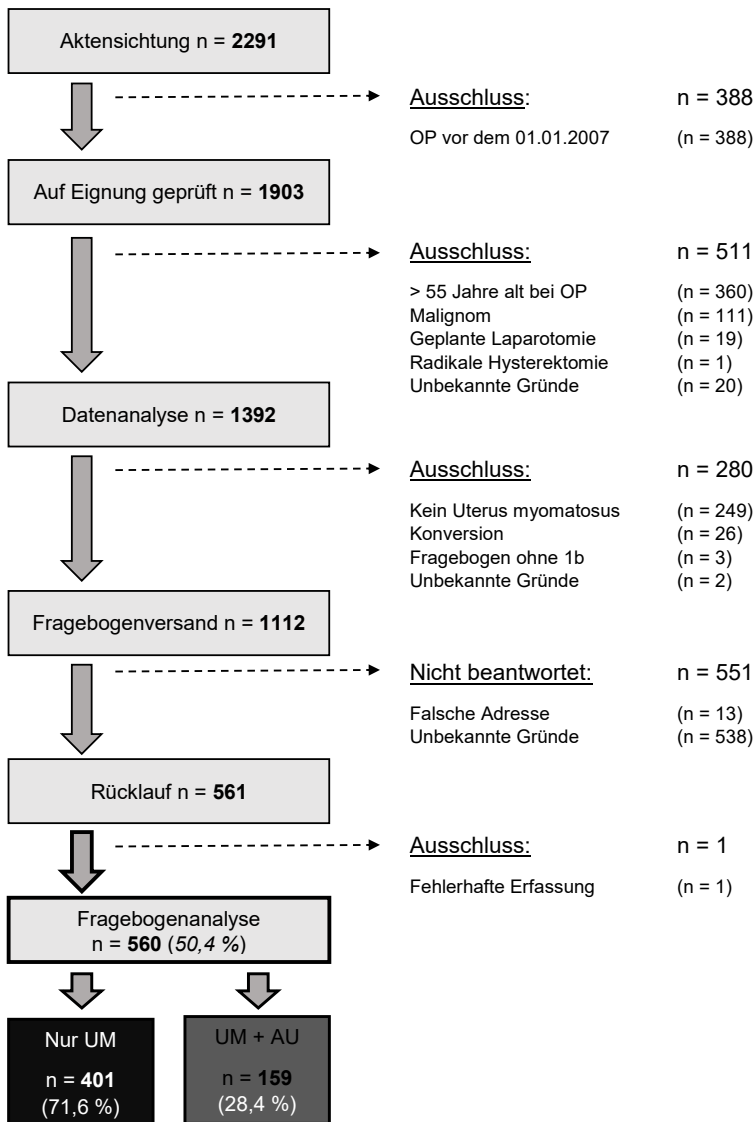 Aktensichtung n = 2291
Ausschluss: n = 388
OP vor dem 01.01.2007 (n = 388)
Auf Eignung geprüft n = 1903
Ausschluss: n = 511
> 55 Jahre alt bei OP (n = 360)
Malignom (n = 111)
Geplante Laparotomie (n = 19)
Radikale Hysterektomie (n = 1)
Unbekannte Gründe (n = 20)
Datenanalyse n = 1392
Ausschluss: n = 280
Kein Uterus myomatosus (n = 249)
Konversion (n = 26)
Fragebogen ohne 1b (n = 3)
Unbekannte Gründe (n = 2)
Fragebogenversand n = 1112
Nicht beantwortet: n = 551
Falsche Adresse (n = 13)
Unbekannte Gründe (n = 538)
Rücklauf n = 561
Ausschluss: n = 1
Fehlerhafte Erfassung (n = 1)
Fragebogenanalyse
n = 560 (50,4 %)
Nur UM
n = 401
(71,6 %)
UM + AU
n = 159
(28,4 %)